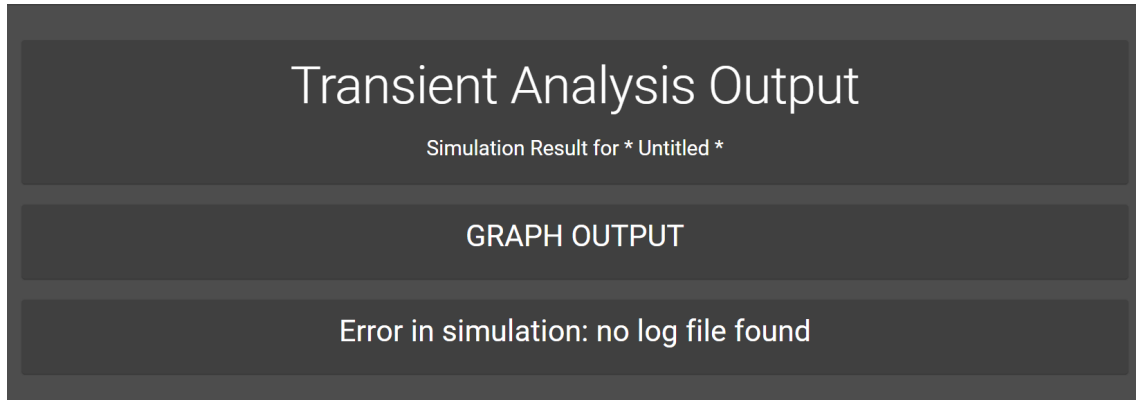 Transient Analysis Output
Simulation Result for * Untitled *
GRAPH OUTPUT
Error in simulation: no log file found